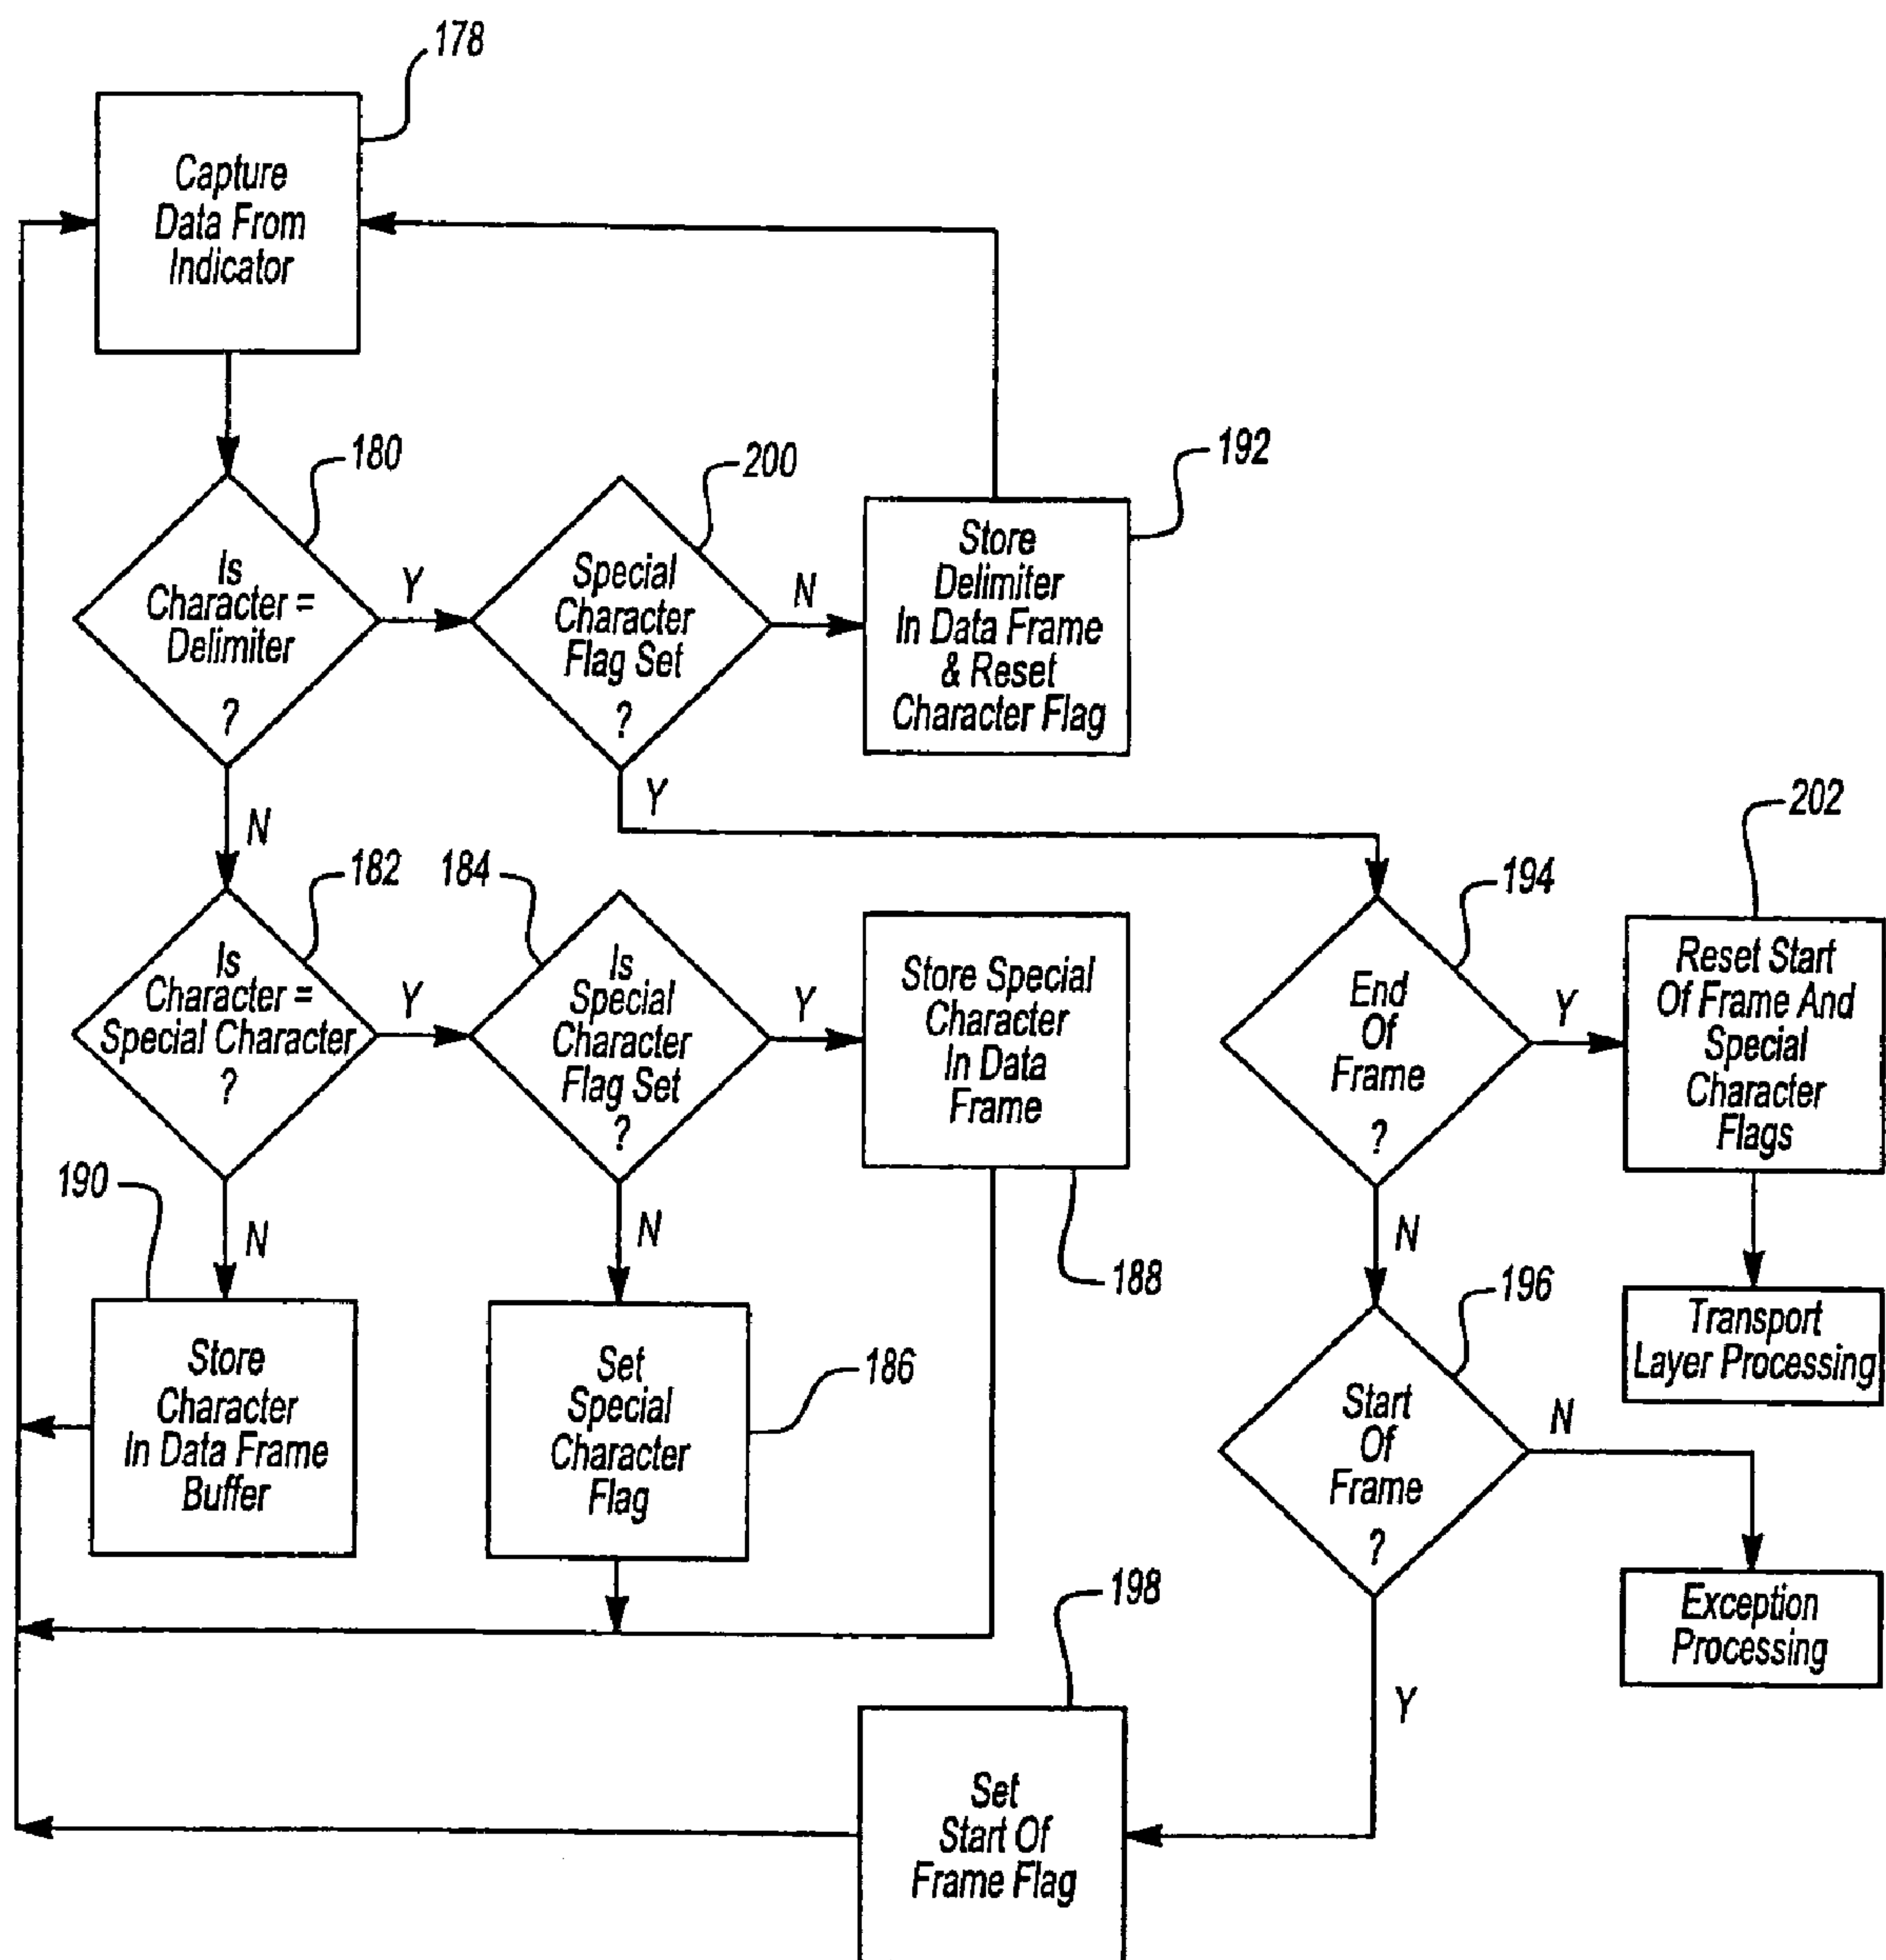 178
Capture
Data From
Indicator
180
Is
Character =
Delimiter
?
Y
N
200
Special
Character
Flag Set
?
N
Y
192
Store
Delimiter
In Data Frame
& Reset
Character Flag
182
Is
Character =
Special Character
?
Y
N
184
Is
Special
Character
Flag Set
?
Y
N
Store Special
Character
In Data
Frame
188
194
End
Of
Frame
?
Y
N
202
Reset Start
Of Frame And
Special
Character
Flags
Transport
Layer Processing
190
Store
Character
In Data Frame
Buffer
Set
Special
Character
Flag
186
196
Start
Of
Frame
?
N
Y
Exception
Processing
198
Set
Start Of
Frame Flag